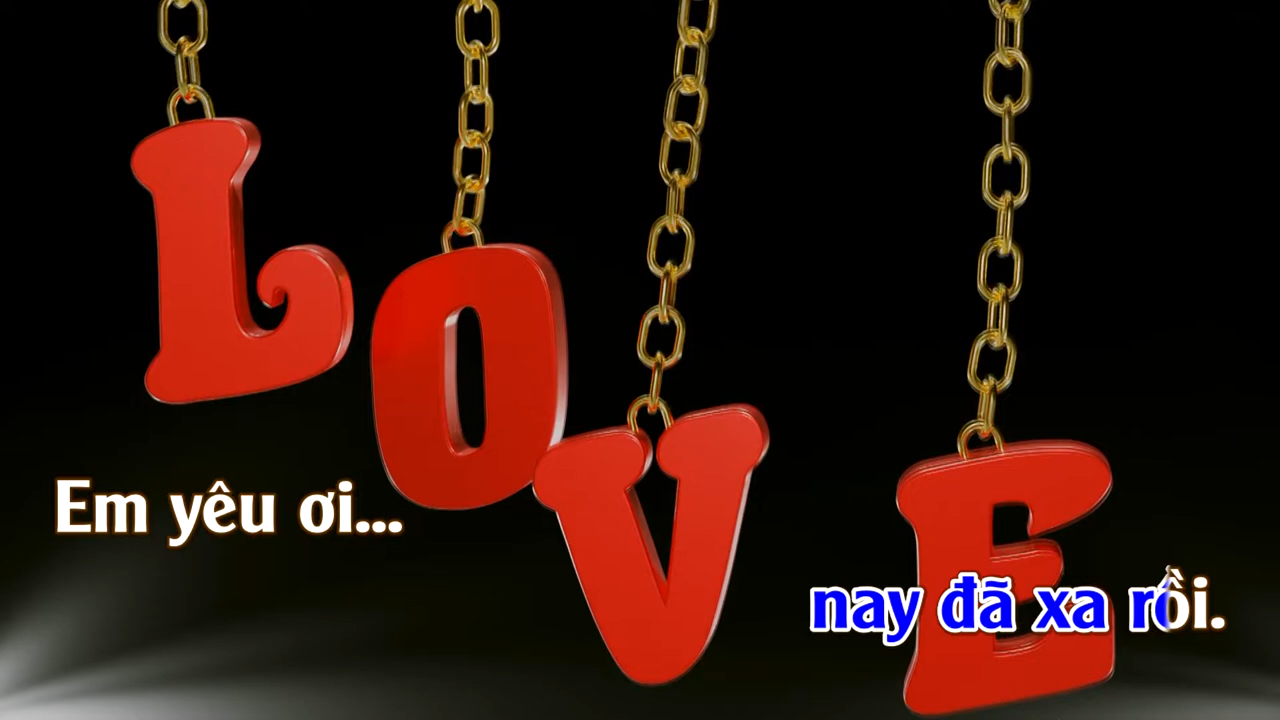 LOVE
Em yêu ơi...
nay đã xa rồi.